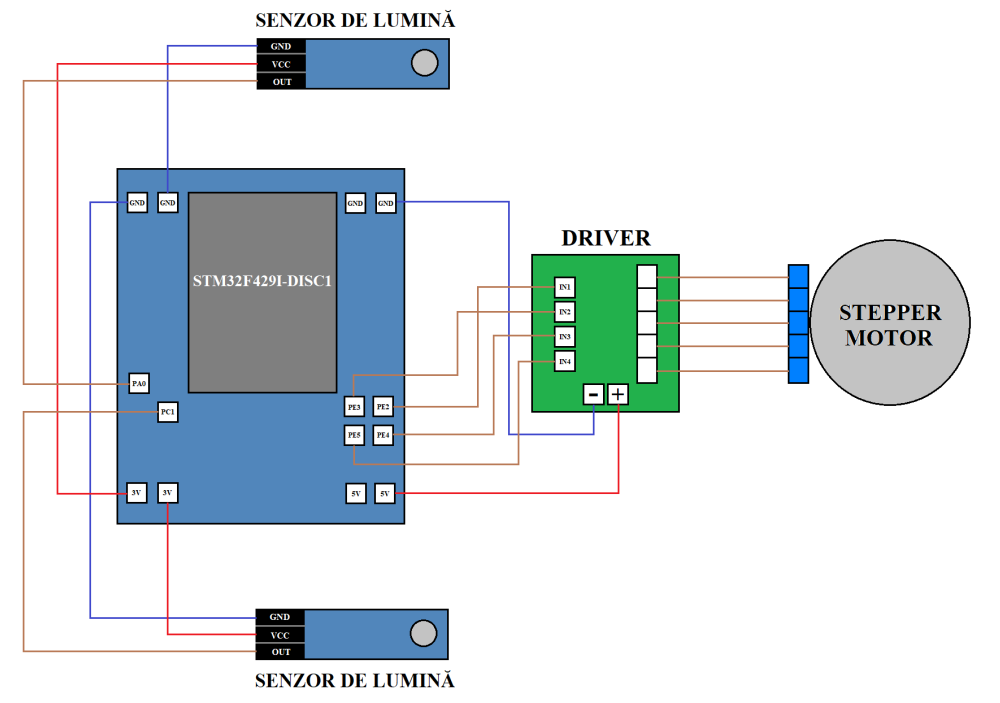 SENZOR DE LUMINĂ
GND
VCC
OUT
GND
GND
GND
GND
STM32F429I-DISC1
PA0
PC1
PE3
PE2
PE5
PE4
3V
3V
5V
5V
DRIVER
IN1
IN2
IN3
IN4
- +
STEPPER
MOTOR
GND
VCC
OUT
SENZOR DE LUMINĂ